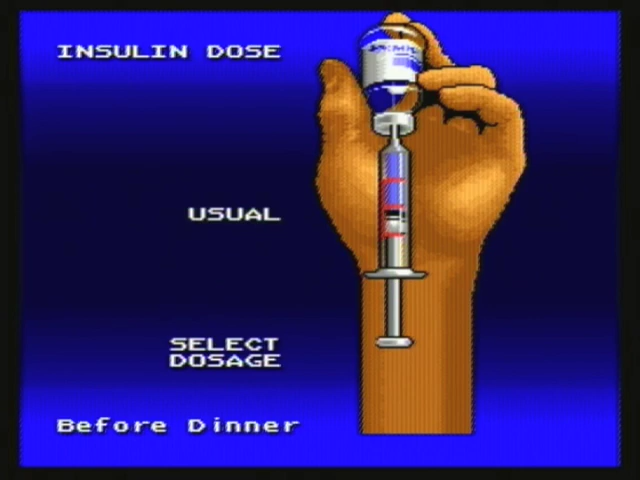 INSULIN DOSE
USUAL
SELECT
DOSAGE
Before Dinner